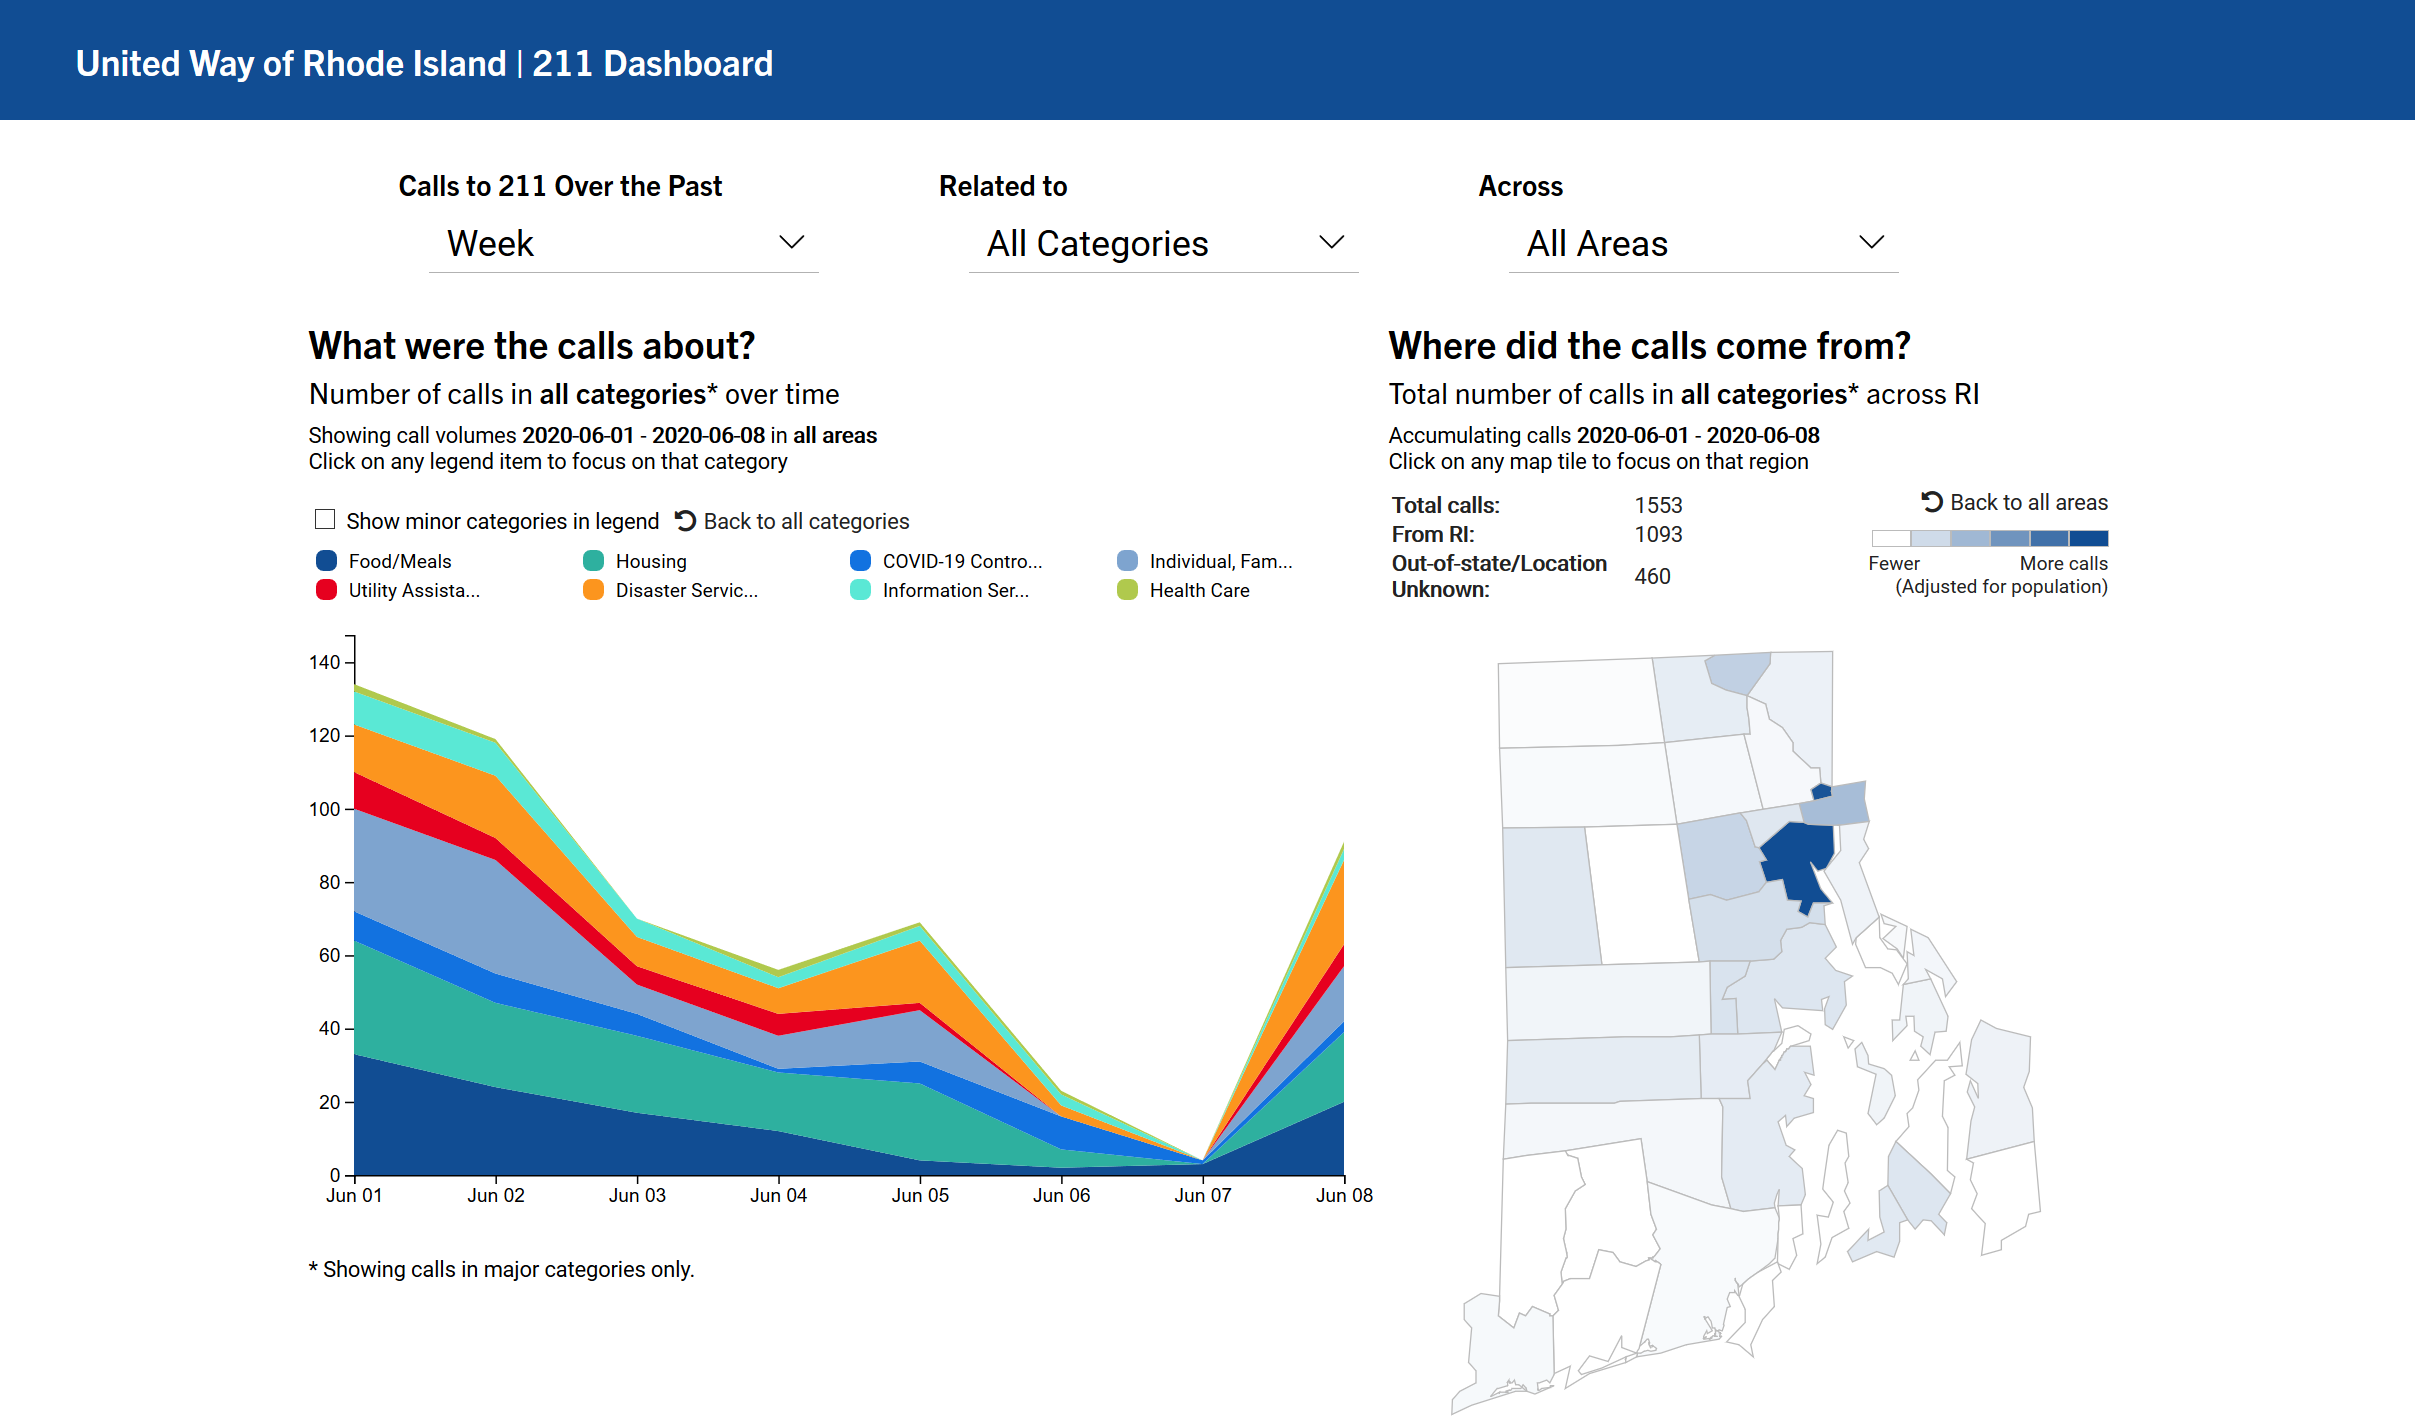 United Way of Rhode Island | 211 Dashboard
Calls to 211 Over the Past
Week
Related to
All Categories
Across
All Areas
What were the calls about?
Number of calls in all categories* over time
Showing call volumes 2020-06-01 - 2020-06-08 in all areas
Click on any legend item to focus on that category
Show minor categories in legend
Back to all categories
Food/Meals
Housing
COVID-19 Contro...
Individual, Fam...
Utility Assista...
Disaster Servic...
Information Ser...
Health Care
140
120
100
80
60
40
20
0
Jun 01
Jun 02
Jun 03
Jun 04
Jun 05
Jun 06
Jun 07
Jun 08
* Showing calls in major categories only.
Where did the calls come from?
Total number of calls in all categories* across RI
Accumulating calls 2020-06-01 - 2020-06-08
Click on any map tile to focus on that region
Total calls: 1553
From RI: 1093
Out-of-state/Location
Unknown: 460
Back to all areas
Fewer More calls
(Adjusted for population)